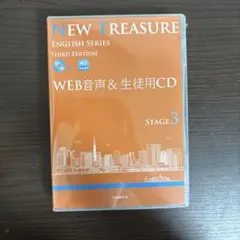 NEW TREASURE
ENGLISH SERIES
THIRD EDITION
WEB音声&生徒用CD
STAGE 3